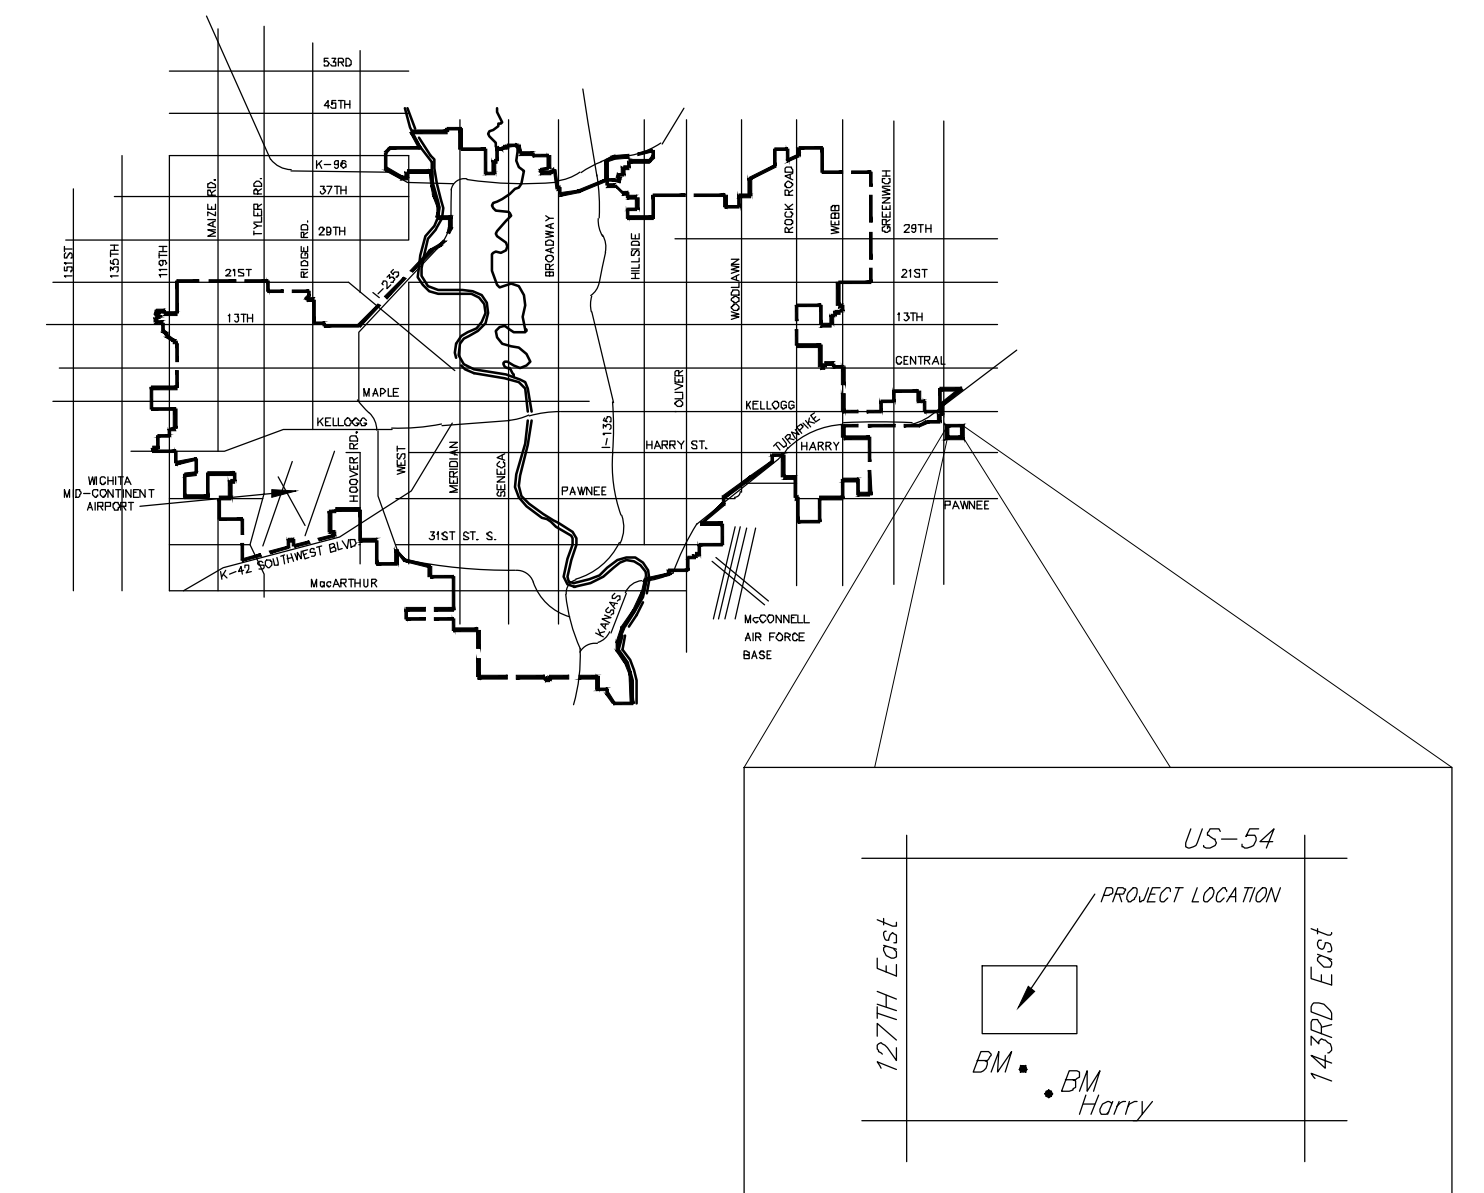 53RD
45TH
K-96
37TH
29TH
21ST
13TH
MAPLE
KELLOGG
31ST ST. S.
MacARTHUR
K-42 SOUTHWEST BLVD
151ST
135TH
119TH
MAIZE RD.
TYLER RD.
RIDGE RD.
HOOVER RD.
I-235
WEST
MERIDIAN
SENECA
BROADWAY
I-135
HILLSIDE
OLIVER
WOODLAWN
ROCK ROAD
WEBB
GREENWICH
29TH
21ST
13TH
CENTRAL
KELLOGG
TURNPIKE
HARRY ST.
HARRY
PAWNEE
PAWNEE
KANSAS
WICHITA
MID-CONTINENT
AIRPORT
McCONNELL
AIR FORCE
BASE
US-54
PROJECT LOCATION
127TH East
143RD East
BM
BM
Harry